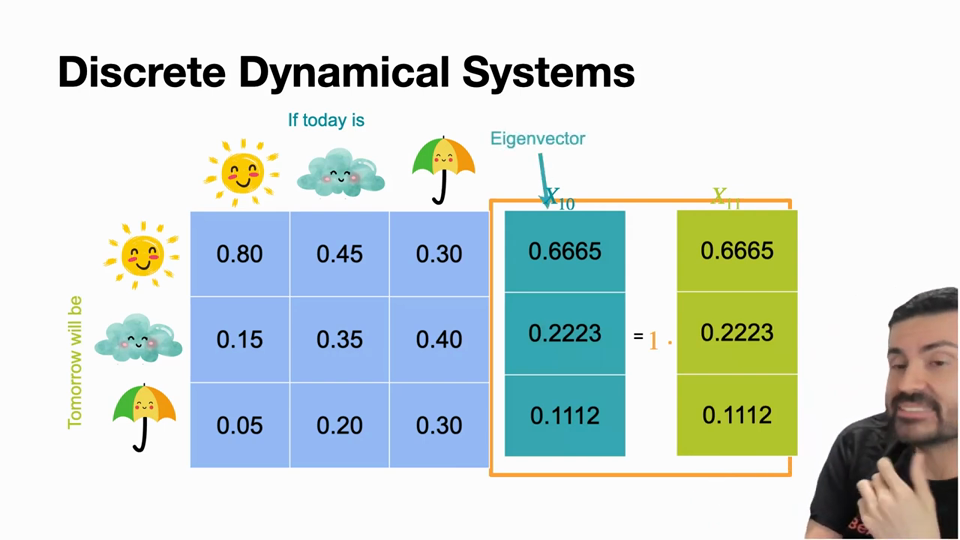 Discrete Dynamical Systems
If today is
Eigenvector
X10
X11
Tomorrow will be
0.80 0.45 0.30 0.6665 0.6665
0.15 0.35 0.40 0.2223 = 1 · 0.2223
0.05 0.20 0.30 0.1112 0.1112